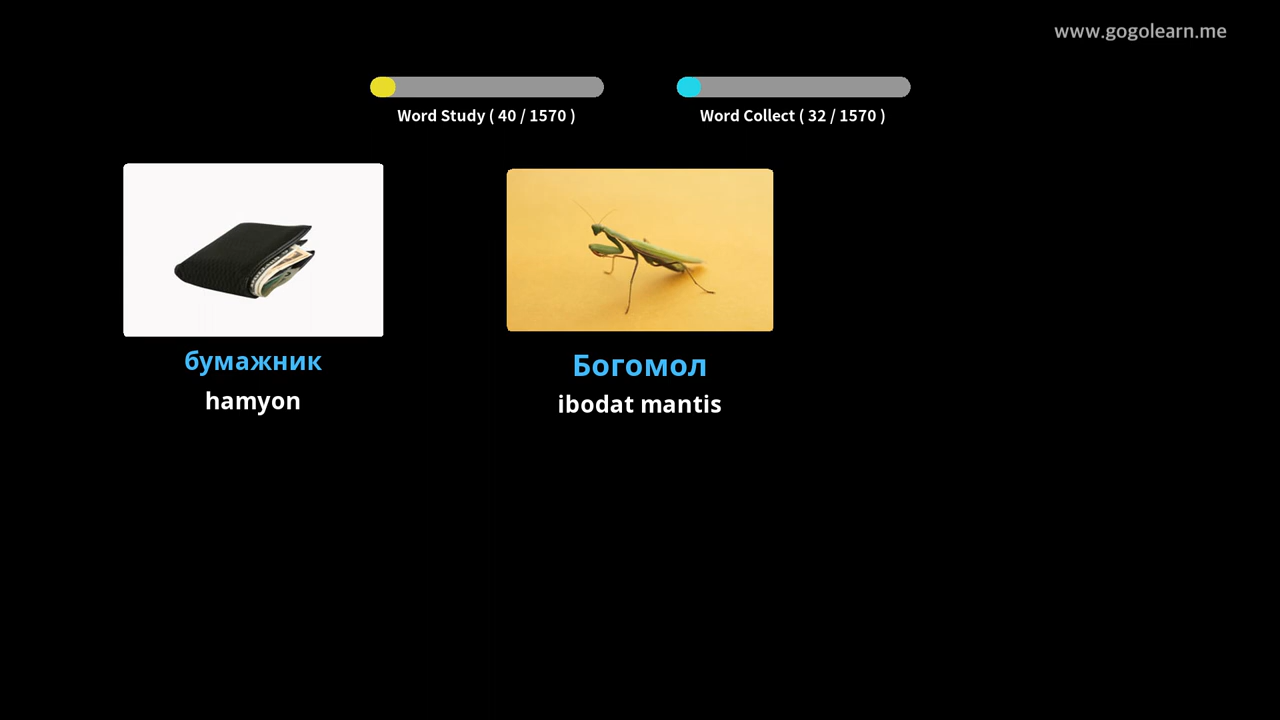 www.gogolearn.me
Word Study ( 40 / 1570 )
Word Collect ( 32 / 1570 )
бумажник
hamyon
Богомол
ibodat mantis